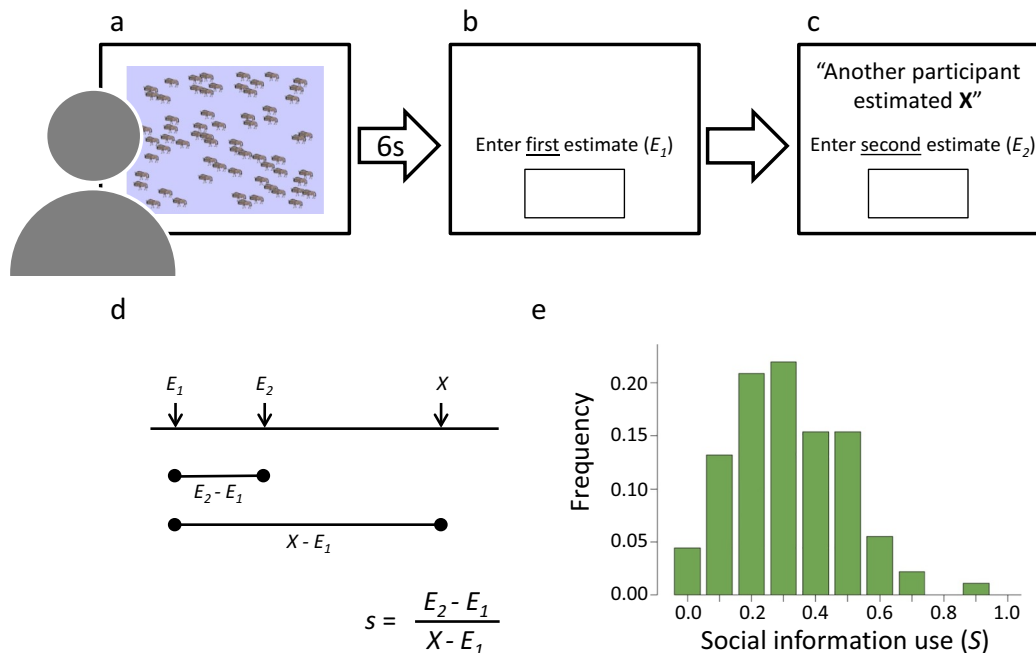 a
6s
b
Enter first estimate (E₁)
c
“Another participant
estimated X”
Enter second estimate (E₂)
d
E₁ E₂ X
E₂ - E₁
X - E₁
s = E₂ - E₁
X - E₁
e
Frequency
0.20
0.15
0.10
0.05
0.00
0.0 0.2 0.4 0.6 0.8 1.0
Social information use (S)